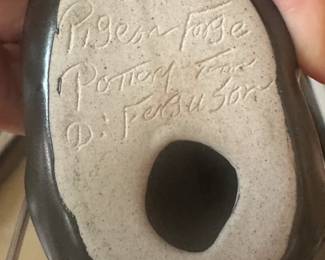 Pigeon Forge
Pottery Tenn
D: Ferguson